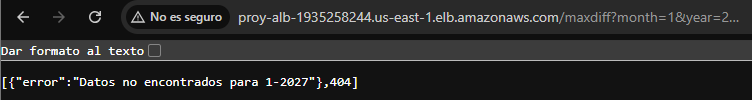 No es seguro proy-alb-1935258244.us-east-1.elb.amazonaws.com/maxdiff?month=1&year=2...
Dar formato al texto
[{"error":"Datos no encontrados para 1-2027"},404]